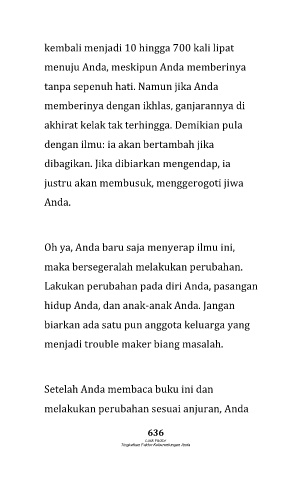 kembali menjadi 10 hingga 700 kali lipat
menuju Anda, meskipun Anda memberinya
tanpa sepenuh hati. Namun jika Anda
memberinya dengan ikhlas, ganjarannya di
akhirat kelak tak terhingga. Demikian pula
dengan ilmu: ia akan bertambah jika
dibagikan. Jika dibiarkan mengendap, ia
justru akan membusuk, menggerogoti jiwa
Anda.
Oh ya, Anda baru saja menyerap ilmu ini,
maka bersegeralah melakukan perubahan.
Lakukan perubahan pada diri Anda, pasangan
hidup Anda, dan anak-anak Anda. Jangan
biarkan ada satu pun anggota keluarga yang
menjadi trouble maker biang masalah.
Setelah Anda membaca buku ini dan
melakukan perubahan sesuai anjuran, Anda
636
Luck Factor
Tingkatkan Faktor Keberuntungan Anda